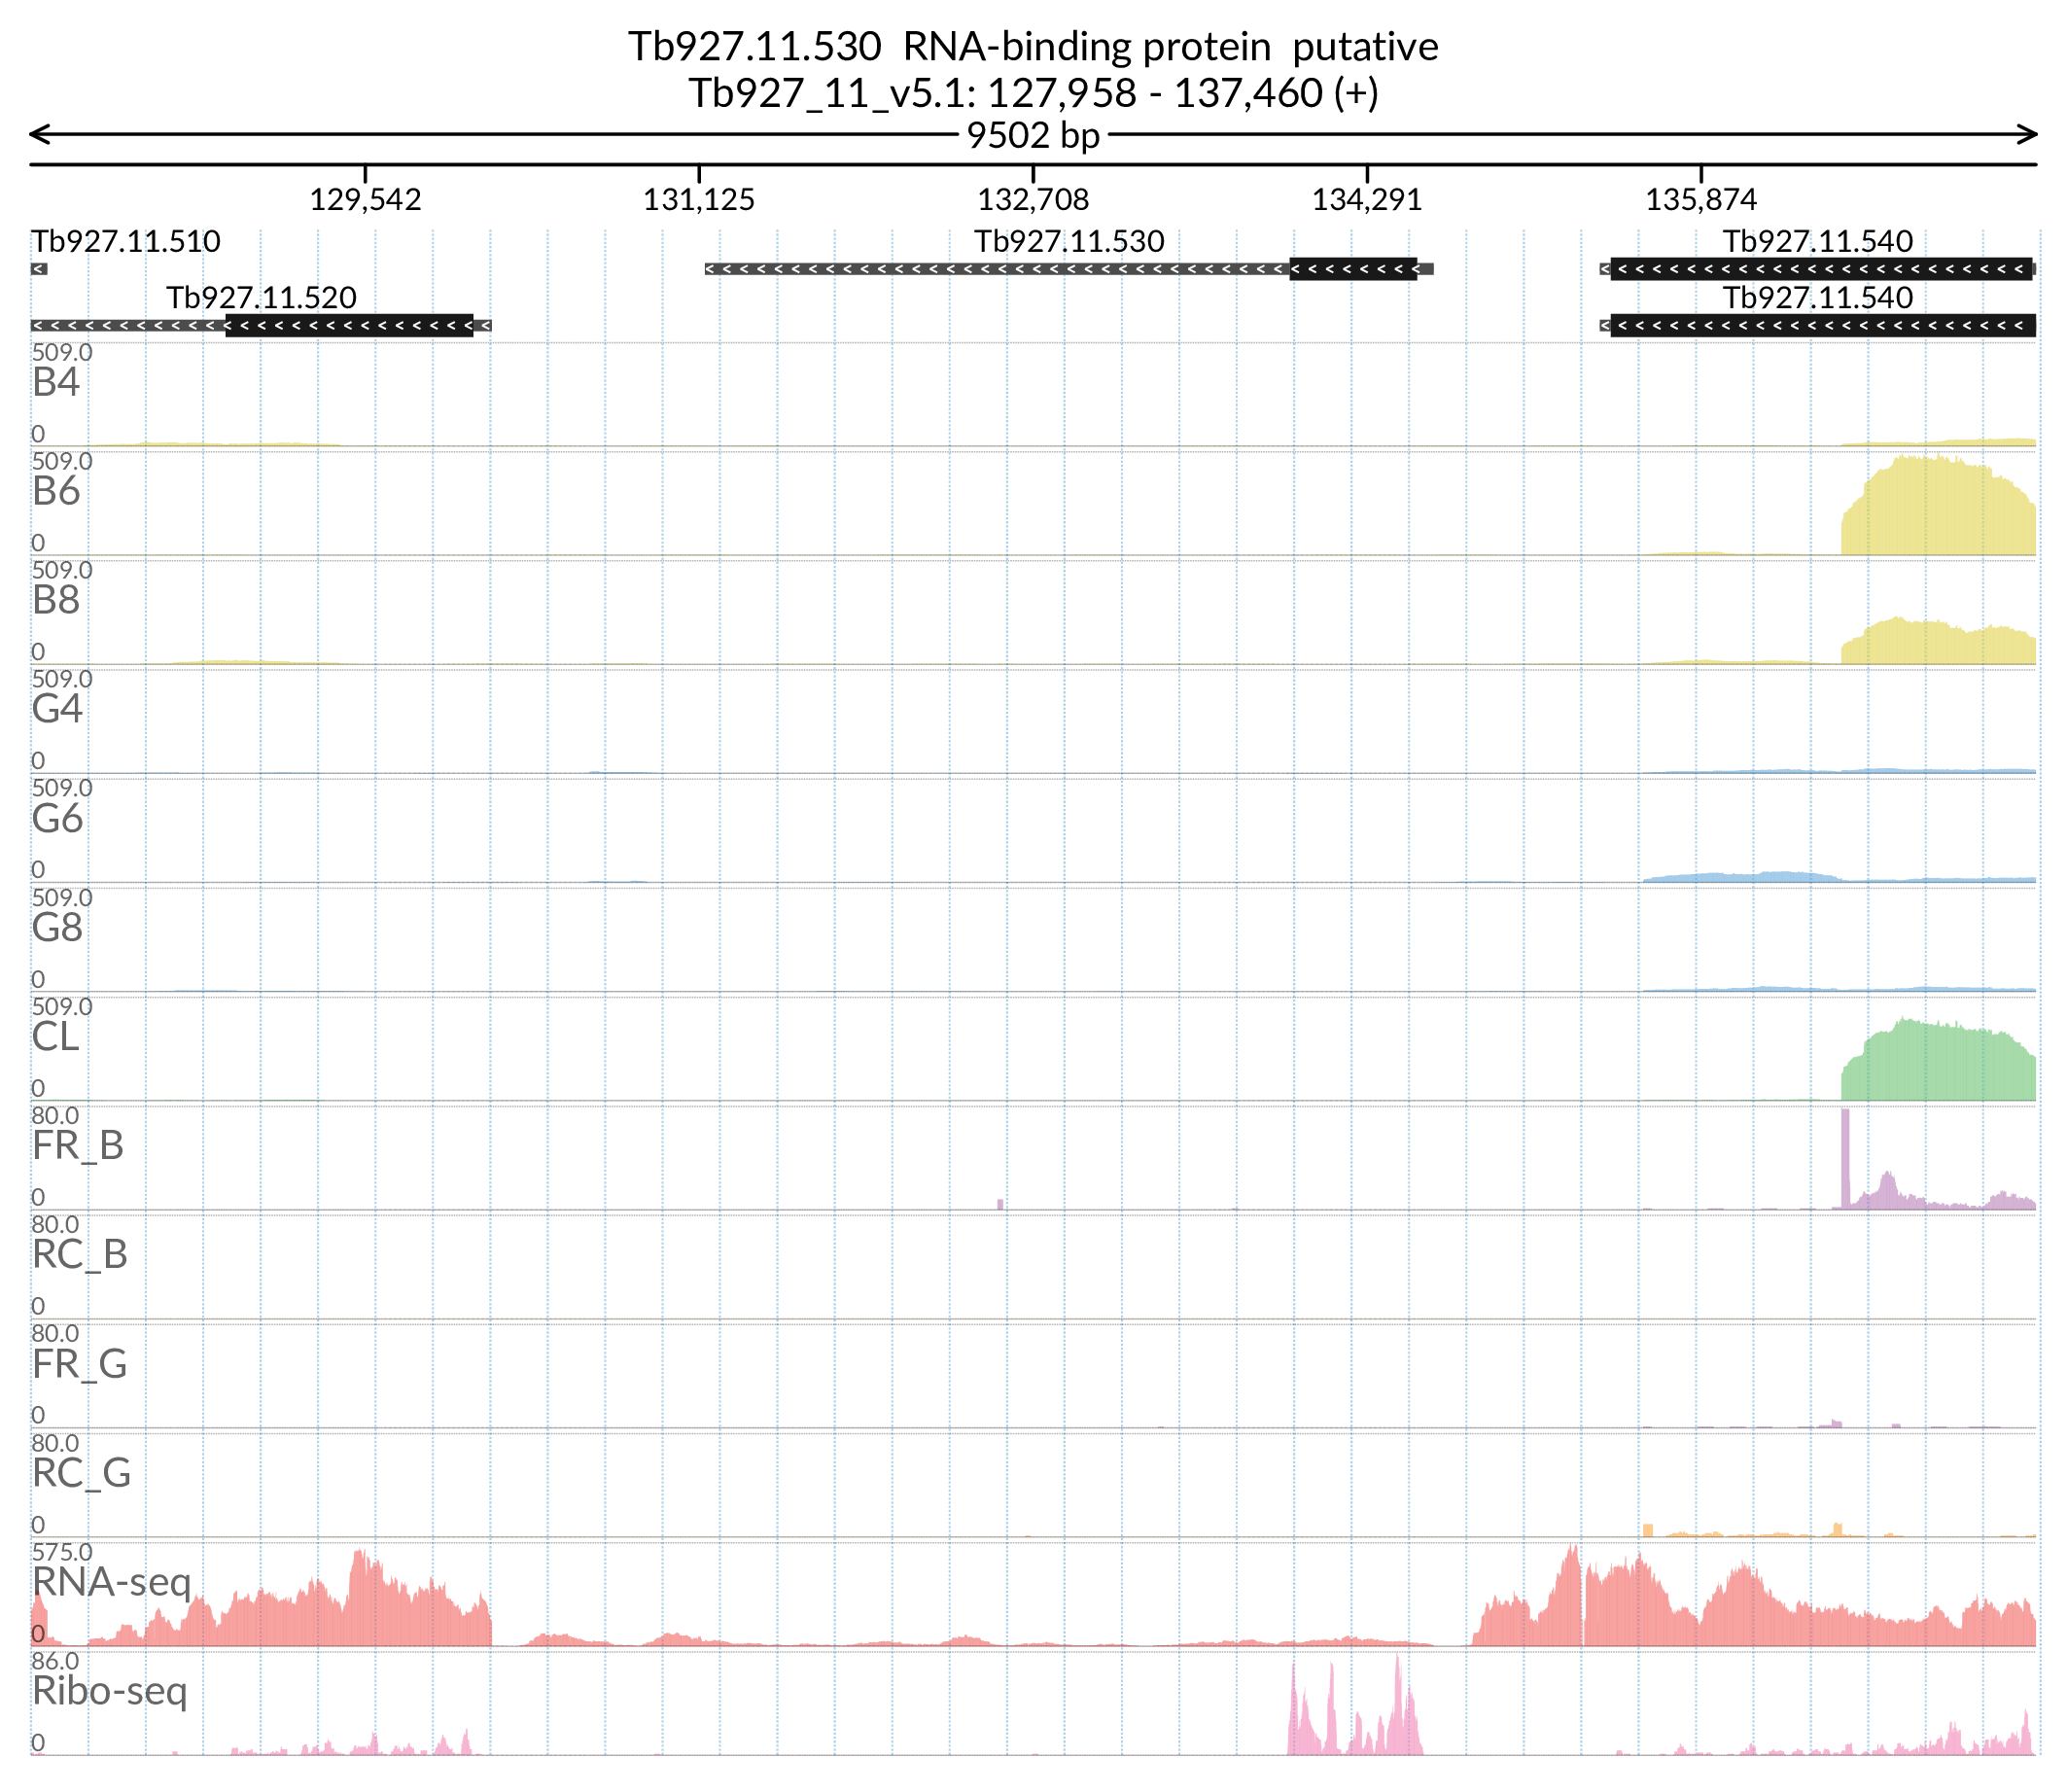 Tb927.11.530  RNA-binding protein  putative
Tb927_11_v5.1: 127,958 - 137,460 (+)
9502 bp
129,542 131,125 132,708 134,291 135,874
Tb927.11.510 Tb927.11.530 Tb927.11.540
Tb927.11.520 Tb927.11.540
509.0
B4
0
509.0
B6
0
509.0
B8
0
509.0
G4
0
509.0
G6
0
509.0
G8
0
509.0
CL
0
80.0
FR_B
0
80.0
RC_B
0
80.0
FR_G
0
80.0
RC_G
0
575.0
RNA-seq
0
86.0
Ribo-seq
0